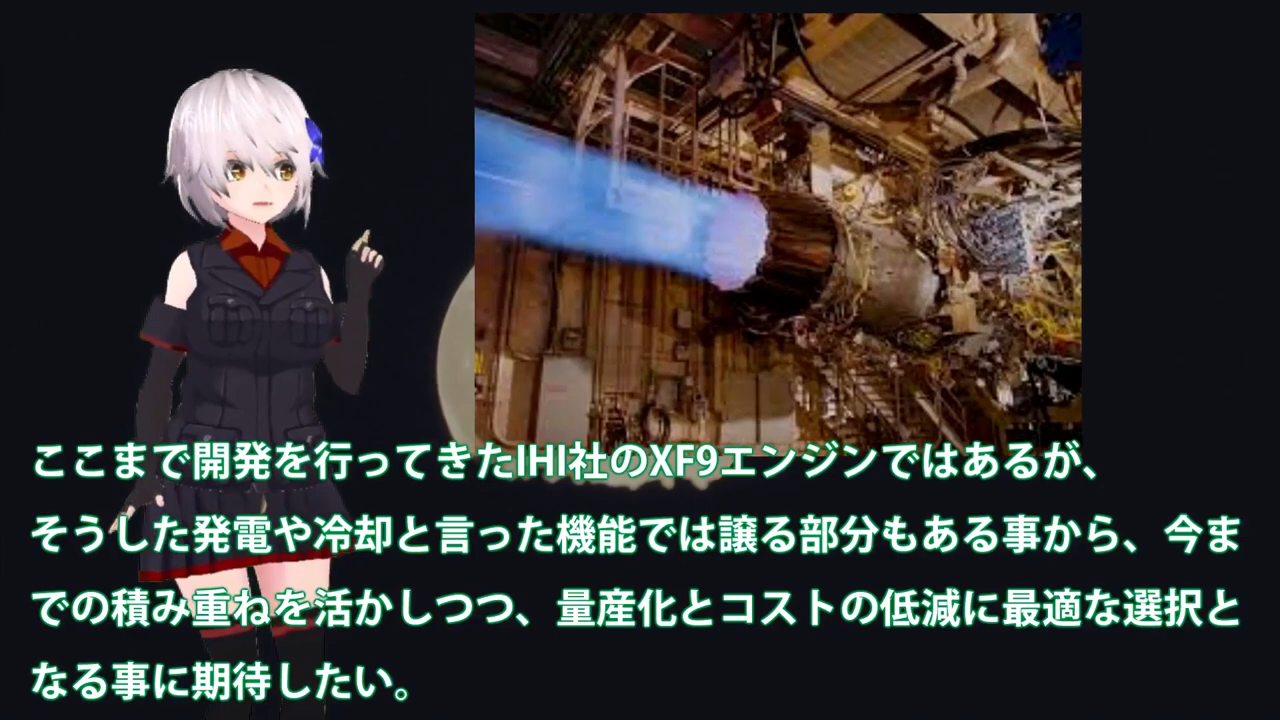 ここまで開発を行ってきたIHI社のXF9エンジンではあるが、
そうした発電や冷却と言った機能では譲る部分もある事から、今ま
での積み重ねを活かしつつ、量産化とコストの低減に最適な選択と
なる事に期待したい。